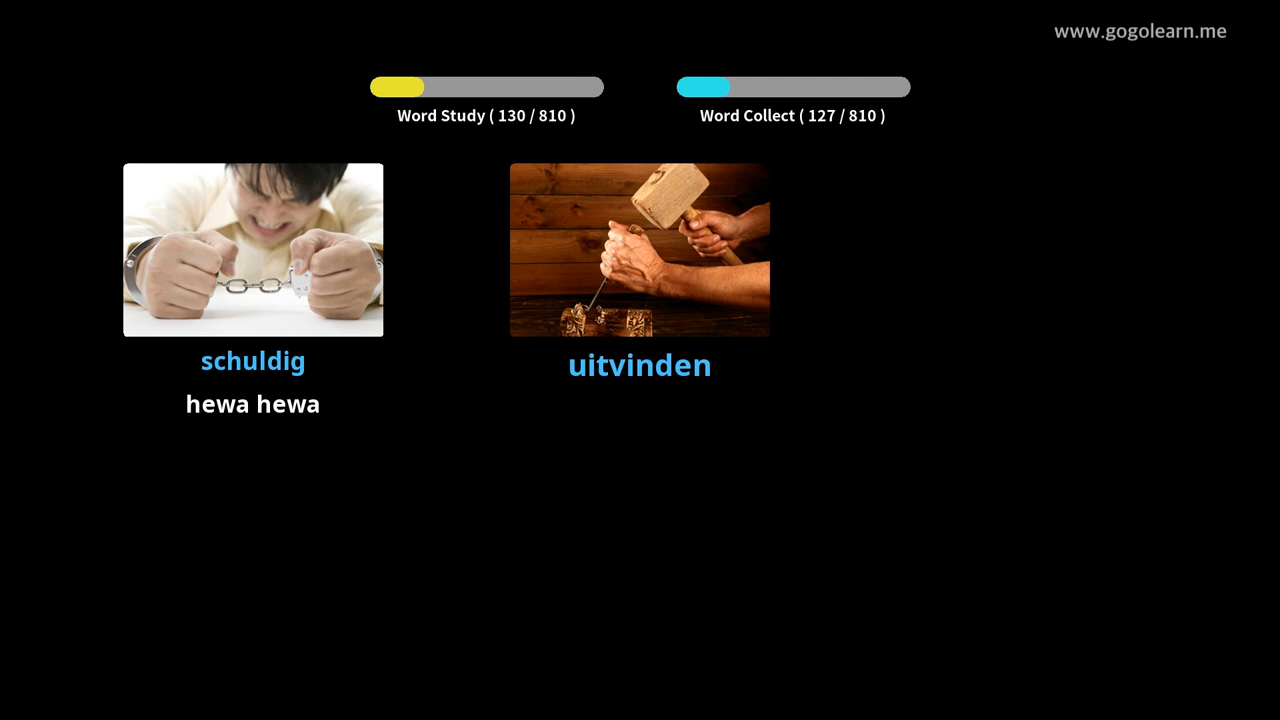 www.gogolearn.me
Word Study ( 130 / 810 )
Word Collect ( 127 / 810 )
schuldig
hewa hewa
uitvinden